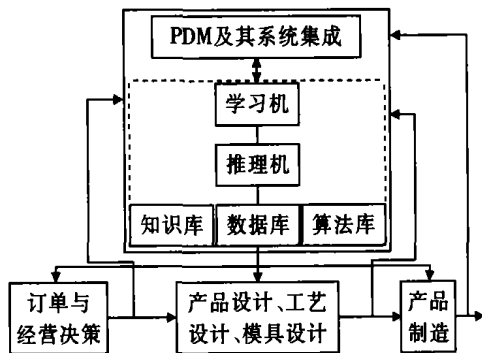 PDM及其系统集成
学习机
推理机
知识库
数据库
算法库
订单与
经营决策
产品设计、工艺
设计、模具设计
产品
制造